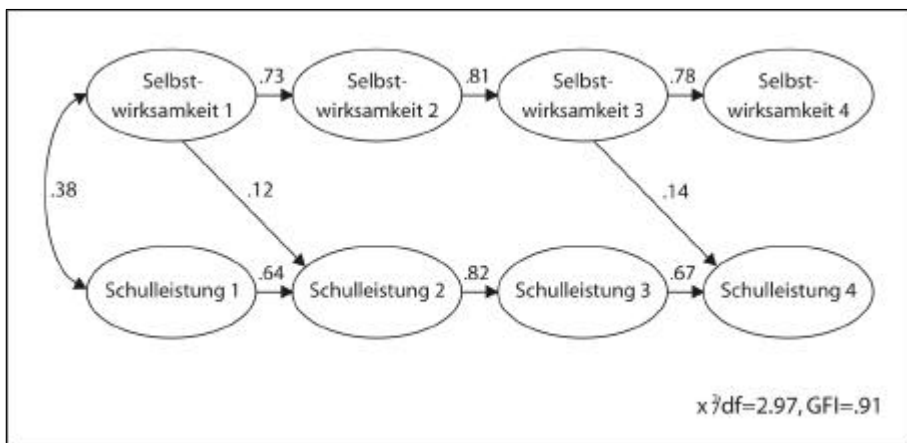 Selbst-
wirksamkeit 1
.73
Selbst-
wirksamkeit 2
.81
Selbst-
wirksamkeit 3
.78
Selbst-
wirksamkeit 4
.38
.12
.14
Schulleistung 1
.64
Schulleistung 2
.82
Schulleistung 3
.67
Schulleistung 4
x²/df=2.97, GFI=.91